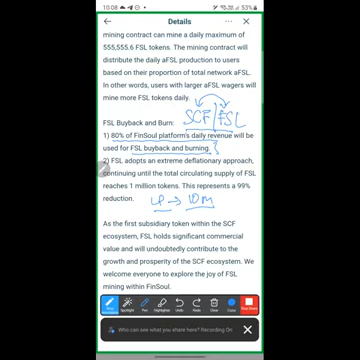 10:08
Details
mining contract can mine a daily maximum of
555,555.6 FSL tokens. The mining contract will
distribute the daily aFSL production to users
based on their proportion of total network aFSL.
In other words, users with larger aFSL wagers will
mine more FSL tokens daily.
SCF | FSL
FSL Buyback and Burn:
1) 80% of FinSoul platform's daily revenue will be
used for FSL buyback and burning.
2) FSL adopts an extreme deflationary approach,
continuing until the total circulating supply of FSL
reaches 1 million tokens. This represents a 99%
reduction.
As the first subsidiary token within the SCF
ecosystem, FSL holds significant commercial
value and will undoubtedly contribute to the
growth and prosperity of the SCF ecosystem. We
welcome everyone to explore the joy of FSL
mining within FinSoul.
Spotlight
Pen
Highlighter
Undo
Redo
Clear
Color
Who can see what you share here? Recording On